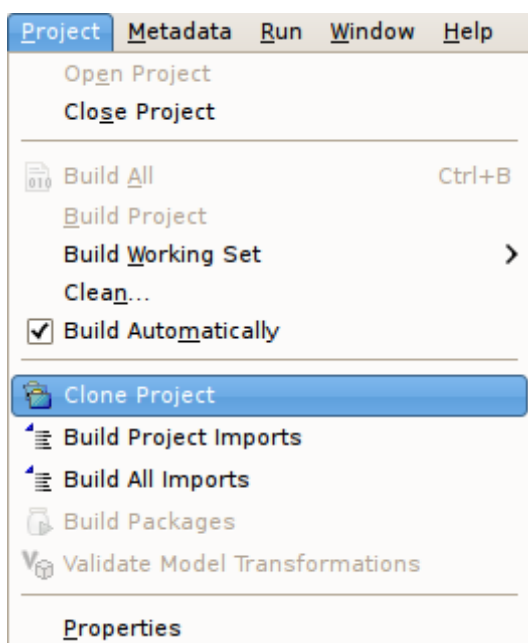 Project Metadata Run Window Help
Open Project
Close Project
010 Build All Ctrl+B
Build Project
Build Working Set
Clean...
Build Automatically
Clone Project
Build Project Imports
Build All Imports
Build Packages
Validate Model Transformations
Properties